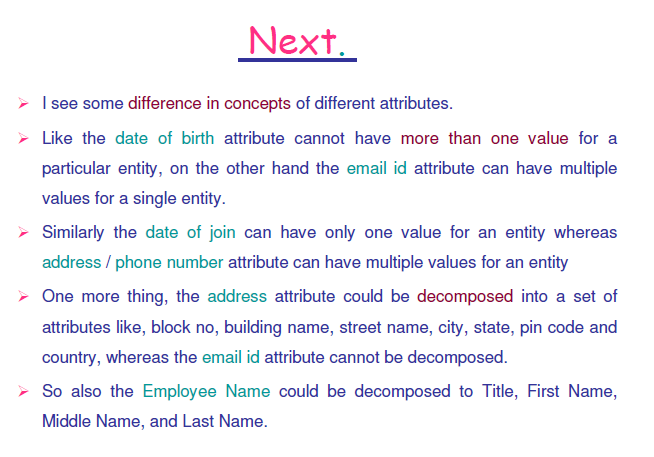 Next.
I see some difference in concepts of different attributes.
Like the date of birth attribute cannot have more than one value for a
particular entity, on the other hand the email id attribute can have multiple
values for a single entity.
Similarly the date of join can have only one value for an entity whereas
address / phone number attribute can have multiple values for an entity
One more thing, the address attribute could be decomposed into a set of
attributes like, block no, building name, street name, city, state, pin code and
country, whereas the email id attribute cannot be decomposed.
So also the Employee Name could be decomposed to Title, First Name,
Middle Name, and Last Name.